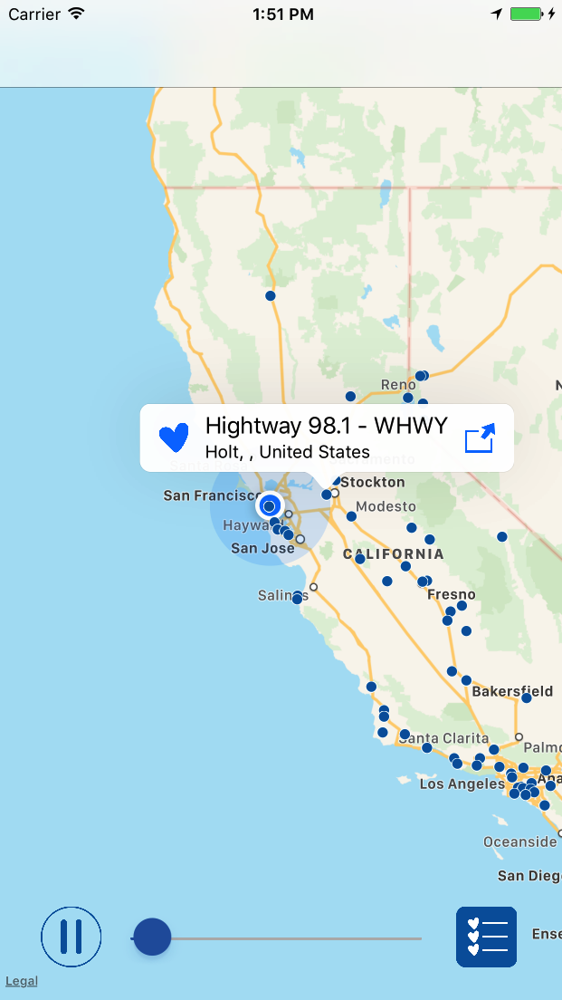 Carrier
1:51 PM
Reno
N
Hightway 98.1 - WHWY
Holt, , United States
Sacramento
Stockton
San Francisco
Modesto
Hayward
San Jose
CALIFORNIA
Salinas
Fresno
Bakersfield
Santa Clarita
Palmd
Los Angeles
Ana
Oceanside
San Dieg
Ense
Legal